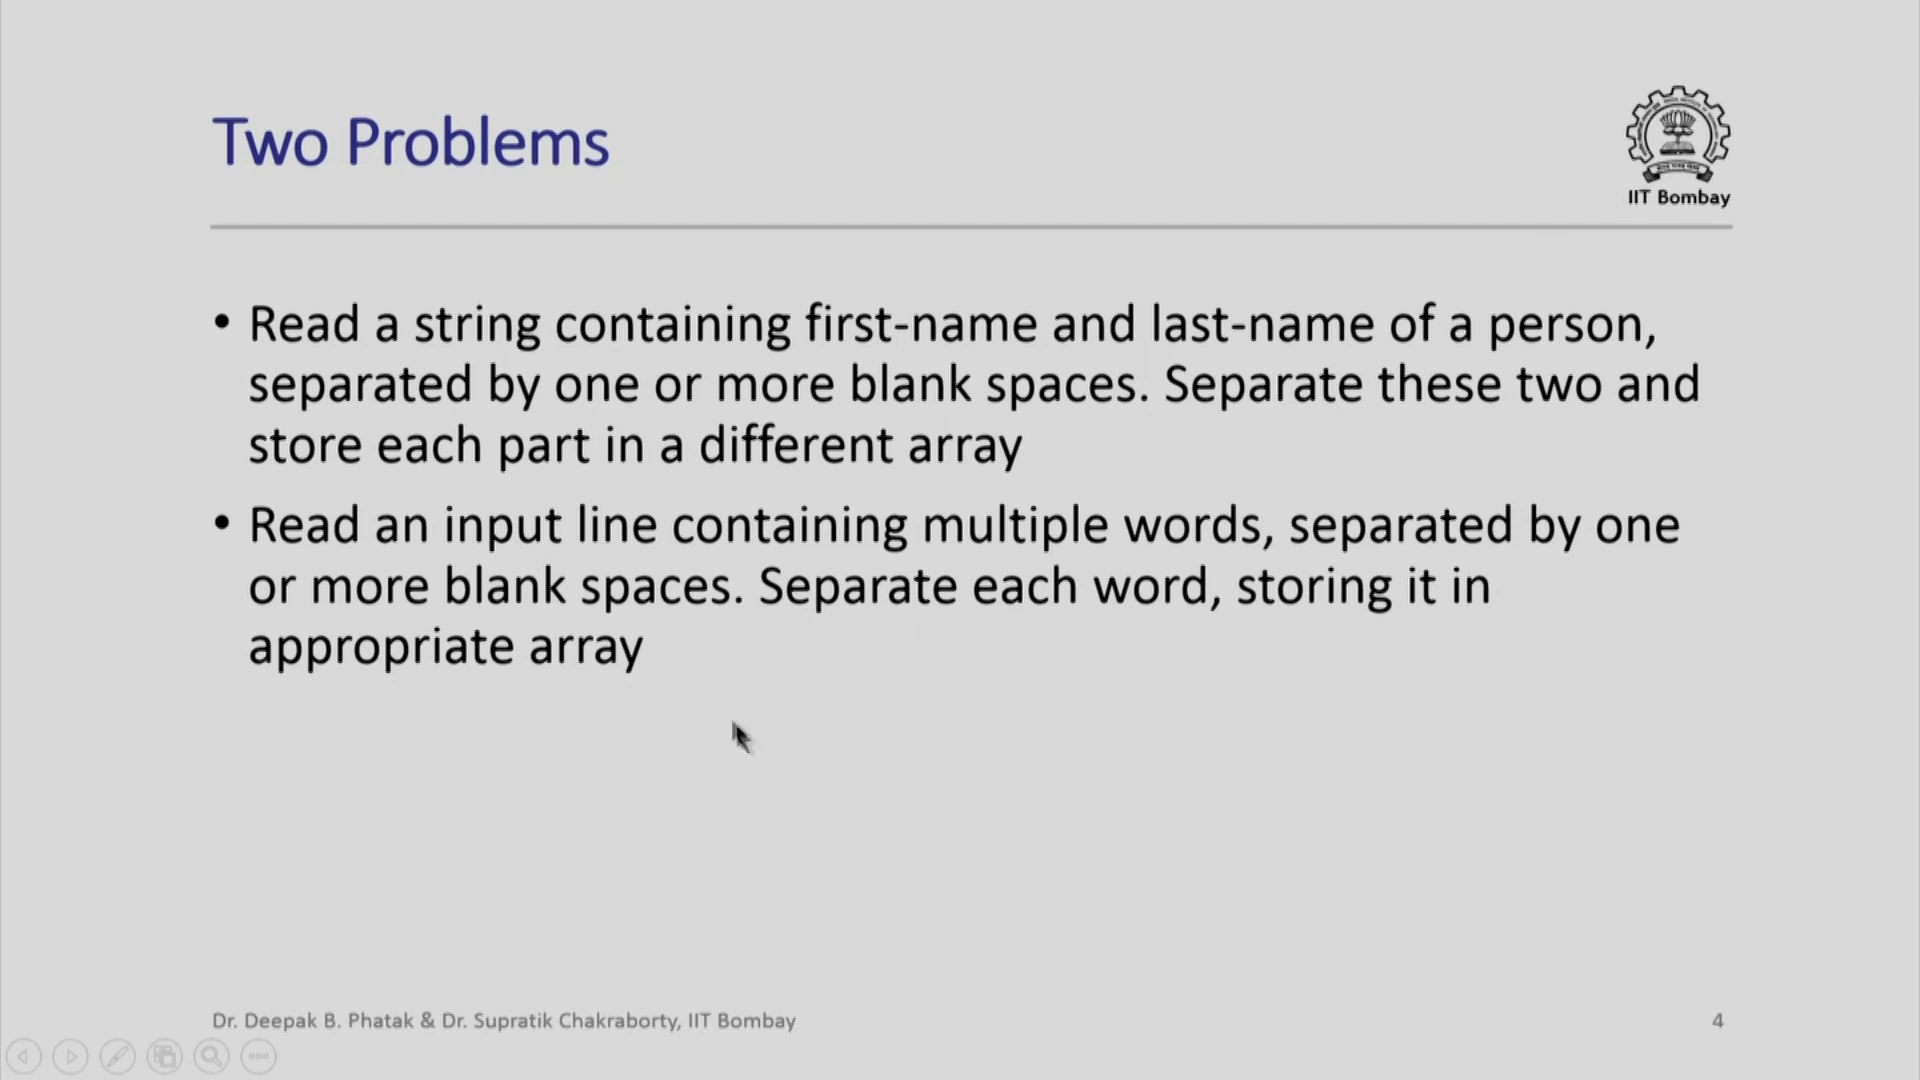 Two Problems
IIT Bombay
• Read a string containing first-name and last-name of a person,
separated by one or more blank spaces. Separate these two and
store each part in a different array
• Read an input line containing multiple words, separated by one
or more blank spaces. Separate each word, storing it in
appropriate array
Dr. Deepak B. Phatak & Dr. Supratik Chakraborty, IIT Bombay
4